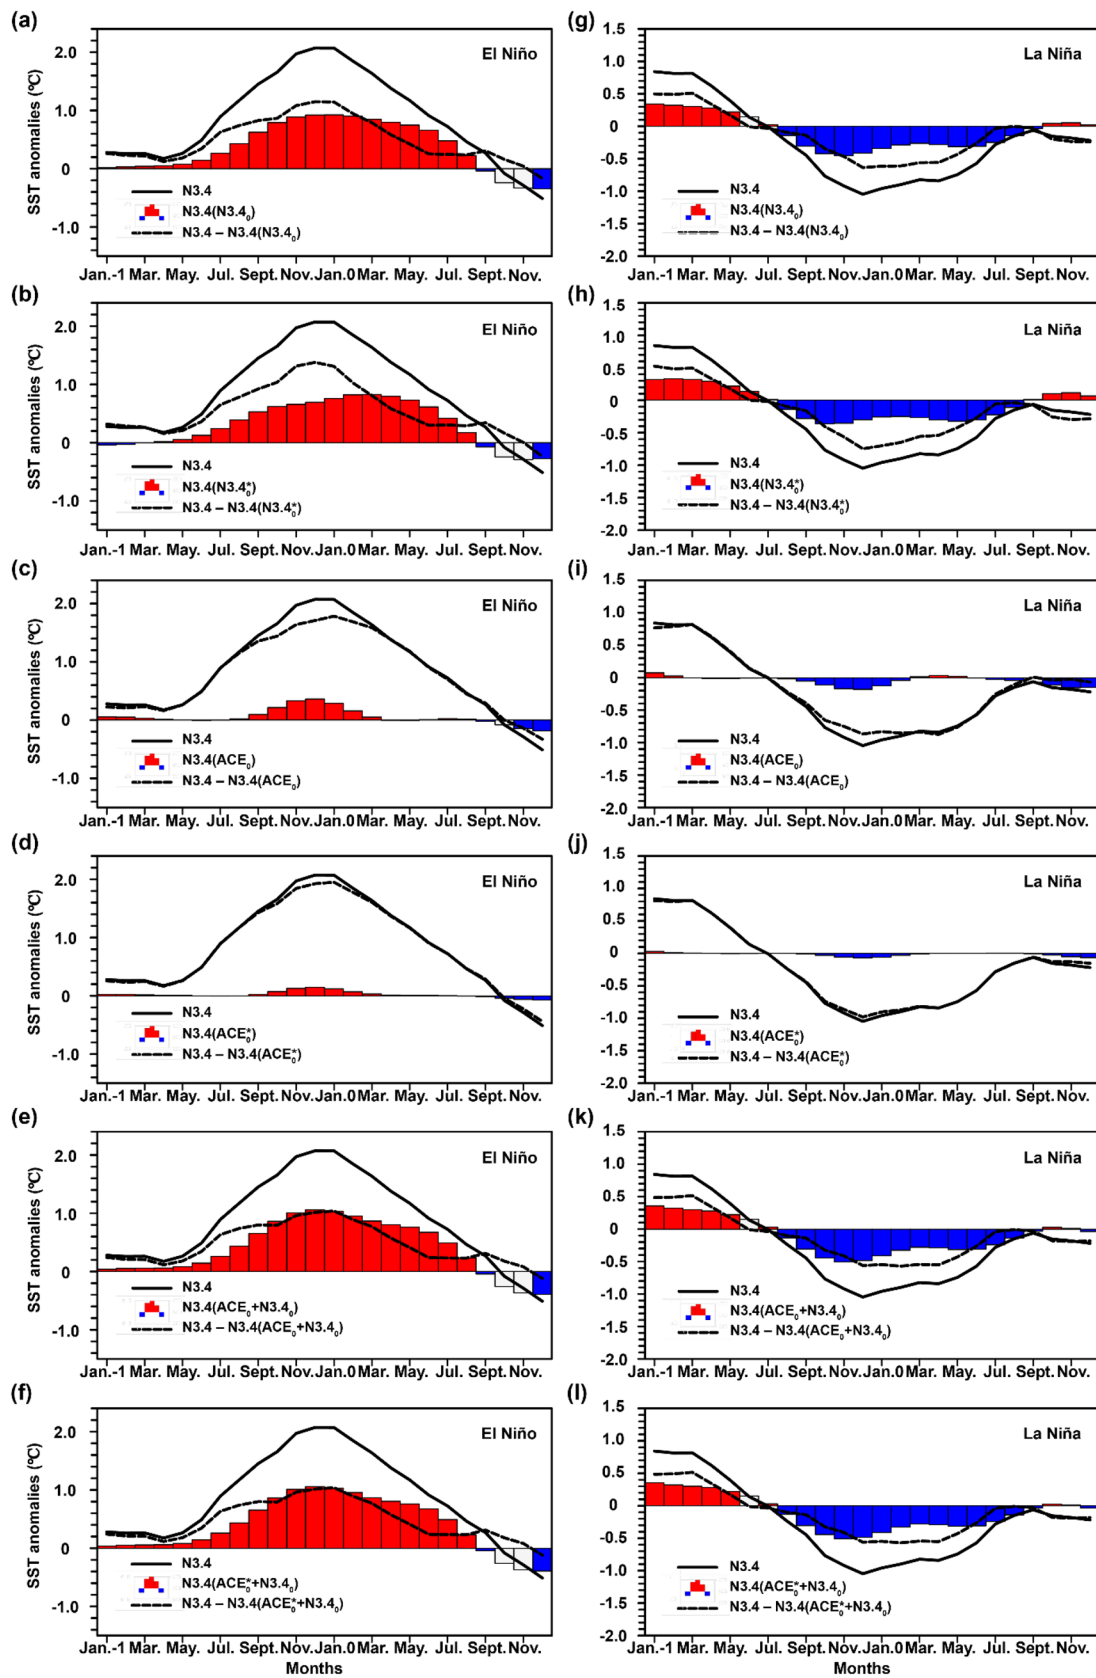 (a)
SST anomalies (ºC)
2.0
1.0
0
-1.0
El Niño
N3.4
N3.4(N3.4₀)
N3.4 – N3.4(N3.4₀)
Jan.-1 Mar. May. Jul. Sept. Nov. Jan.0 Mar. May. Jul. Sept. Nov.
(g)
1.5
1.0
0.5
0
-0.5
-1.0
-1.5
-2.0
La Niña
N3.4
N3.4(N3.4₀)
N3.4 – N3.4(N3.4₀)
Jan.-1 Mar. May. Jul. Sept. Nov. Jan.0 Mar. May. Jul. Sept. Nov.
(b)
SST anomalies (ºC)
2.0
1.0
0
-1.0
El Niño
N3.4
N3.4(N3.4₀*)
N3.4 – N3.4(N3.4₀*)
Jan.-1 Mar. May. Jul. Sept. Nov. Jan.0 Mar. May. Jul. Sept. Nov.
(h)
1.5
1.0
0.5
0
-0.5
-1.0
-1.5
-2.0
La Niña
N3.4
N3.4(N3.4₀*)
N3.4 – N3.4(N3.4₀*)
Jan.-1 Mar. May. Jul. Sept. Nov. Jan.0 Mar. May. Jul. Sept. Nov.
(c)
SST anomalies (ºC)
2.0
1.0
0
-1.0
El Niño
N3.4
N3.4(ACE₀)
N3.4 – N3.4(ACE₀)
Jan.-1 Mar. May. Jul. Sept. Nov. Jan.0 Mar. May. Jul. Sept. Nov.
(i)
1.5
1.0
0.5
0
-0.5
-1.0
-1.5
-2.0
La Niña
N3.4
N3.4(ACE₀)
N3.4 – N3.4(ACE₀)
Jan.-1 Mar. May. Jul. Sept. Nov. Jan.0 Mar. May. Jul. Sept. Nov.
(d)
SST anomalies (ºC)
2.0
1.0
0
-1.0
El Niño
N3.4
N3.4(ACE₀*)
N3.4 – N3.4(ACE₀*)
Jan.-1 Mar. May. Jul. Sept. Nov. Jan.0 Mar. May. Jul. Sept. Nov.
(j)
1.5
1.0
0.5
0
-0.5
-1.0
-1.5
-2.0
La Niña
N3.4
N3.4(ACE₀*)
N3.4 – N3.4(ACE₀*)
Jan.-1 Mar. May. Jul. Sept. Nov. Jan.0 Mar. May. Jul. Sept. Nov.
(e)
SST anomalies (ºC)
2.0
1.0
0
-1.0
El Niño
N3.4
N3.4(ACE₀+N3.4₀)
N3.4 – N3.4(ACE₀+N3.4₀)
Jan.-1 Mar. May. Jul. Sept. Nov. Jan.0 Mar. May. Jul. Sept. Nov.
(k)
1.5
1.0
0.5
0
-0.5
-1.0
-1.5
-2.0
La Niña
N3.4
N3.4(ACE₀+N3.4₀)
N3.4 – N3.4(ACE₀+N3.4₀)
Jan.-1 Mar. May. Jul. Sept. Nov. Jan.0 Mar. May. Jul. Sept. Nov.
(f)
SST anomalies (ºC)
2.0
1.0
0
-1.0
El Niño
N3.4
N3.4(ACE₀*+N3.4₀)
N3.4 – N3.4(ACE₀*+N3.4₀)
Jan.-1 Mar. May. Jul. Sept. Nov. Jan.0 Mar. May. Jul. Sept. Nov.
Months
(l)
1.5
1.0
0.5
0
-0.5
-1.0
-1.5
-2.0
La Niña
N3.4
N3.4(ACE₀*+N3.4₀)
N3.4 – N3.4(ACE₀*+N3.4₀)
Jan.-1 Mar. May. Jul. Sept. Nov. Jan.0 Mar. May. Jul. Sept. Nov.
Months